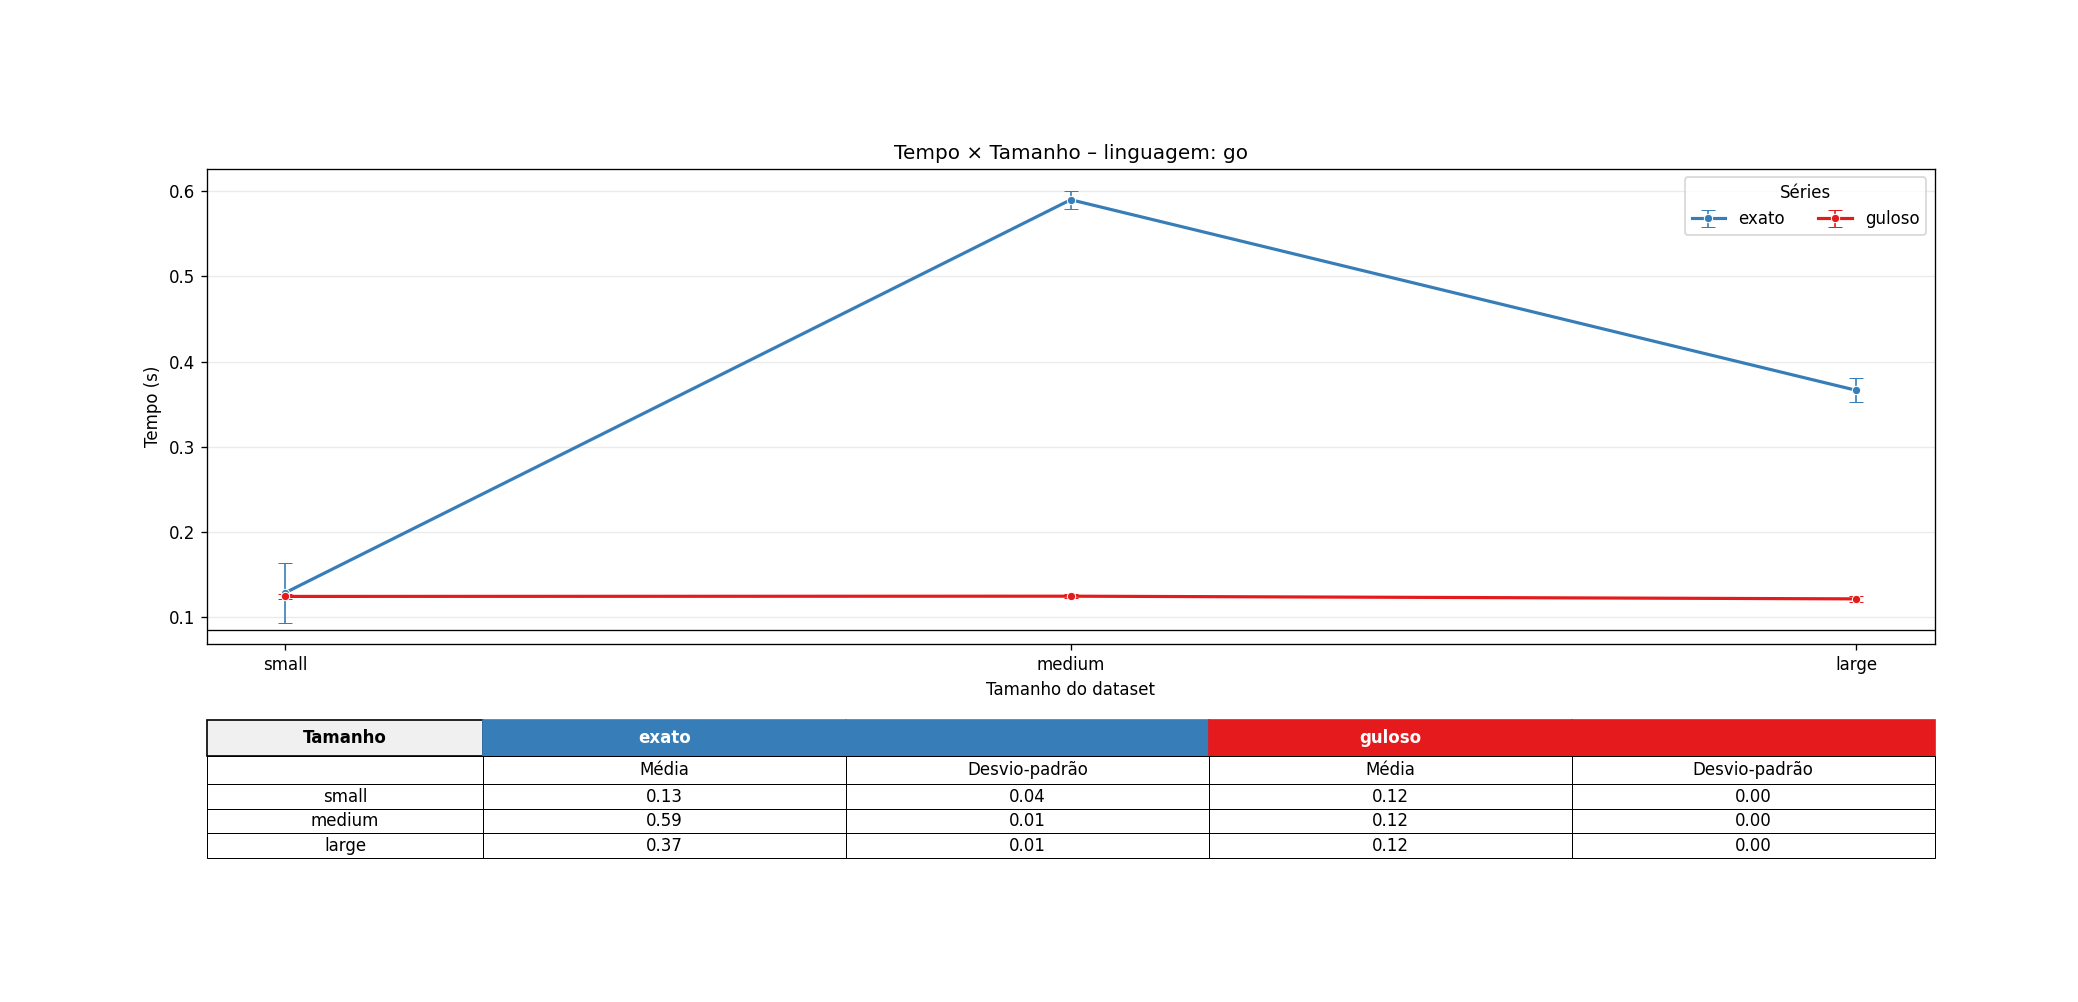 Tempo × Tamanho – linguagem: go
Séries
exato guloso
Tempo (s)
0.6
0.5
0.4
0.3
0.2
0.1
small medium large
Tamanho do dataset
Tamanho exato guloso
Média Desvio-padrão Média Desvio-padrão
small 0.13 0.04 0.12 0.00
medium 0.59 0.01 0.12 0.00
large 0.37 0.01 0.12 0.00